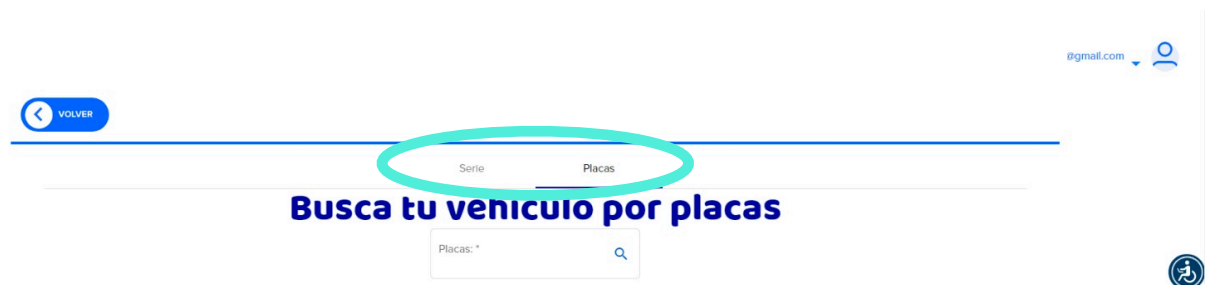 @gmail.com
VOLVER
Serie Placas
Busca tu vehículo por placas
Placas: *